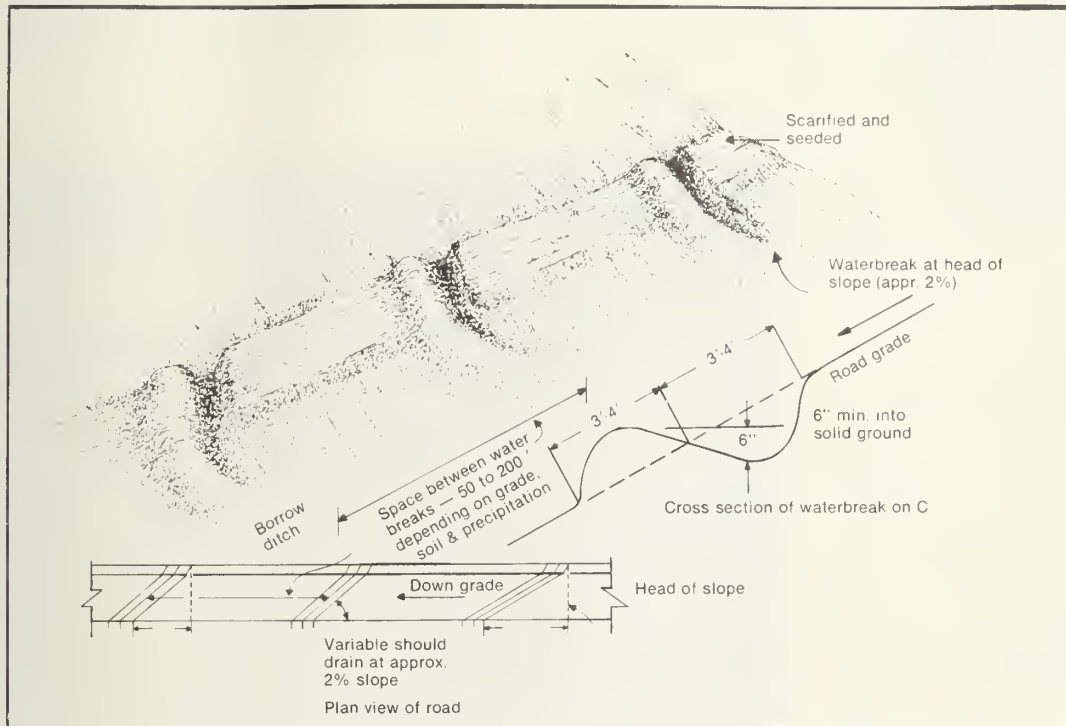 Scarified and
seeded
Waterbreak at head of
slope (appr. 2%)
Road grade
3'-4'
3'-4'
6" min. into
solid ground
6"
Cross section of waterbreak on C
Space between water
breaks — 50 to 200'
depending on grade,
soil & precipitation
Borrow
ditch
Down grade
Head of slope
Variable should
drain at approx.
2% slope
Plan view of road